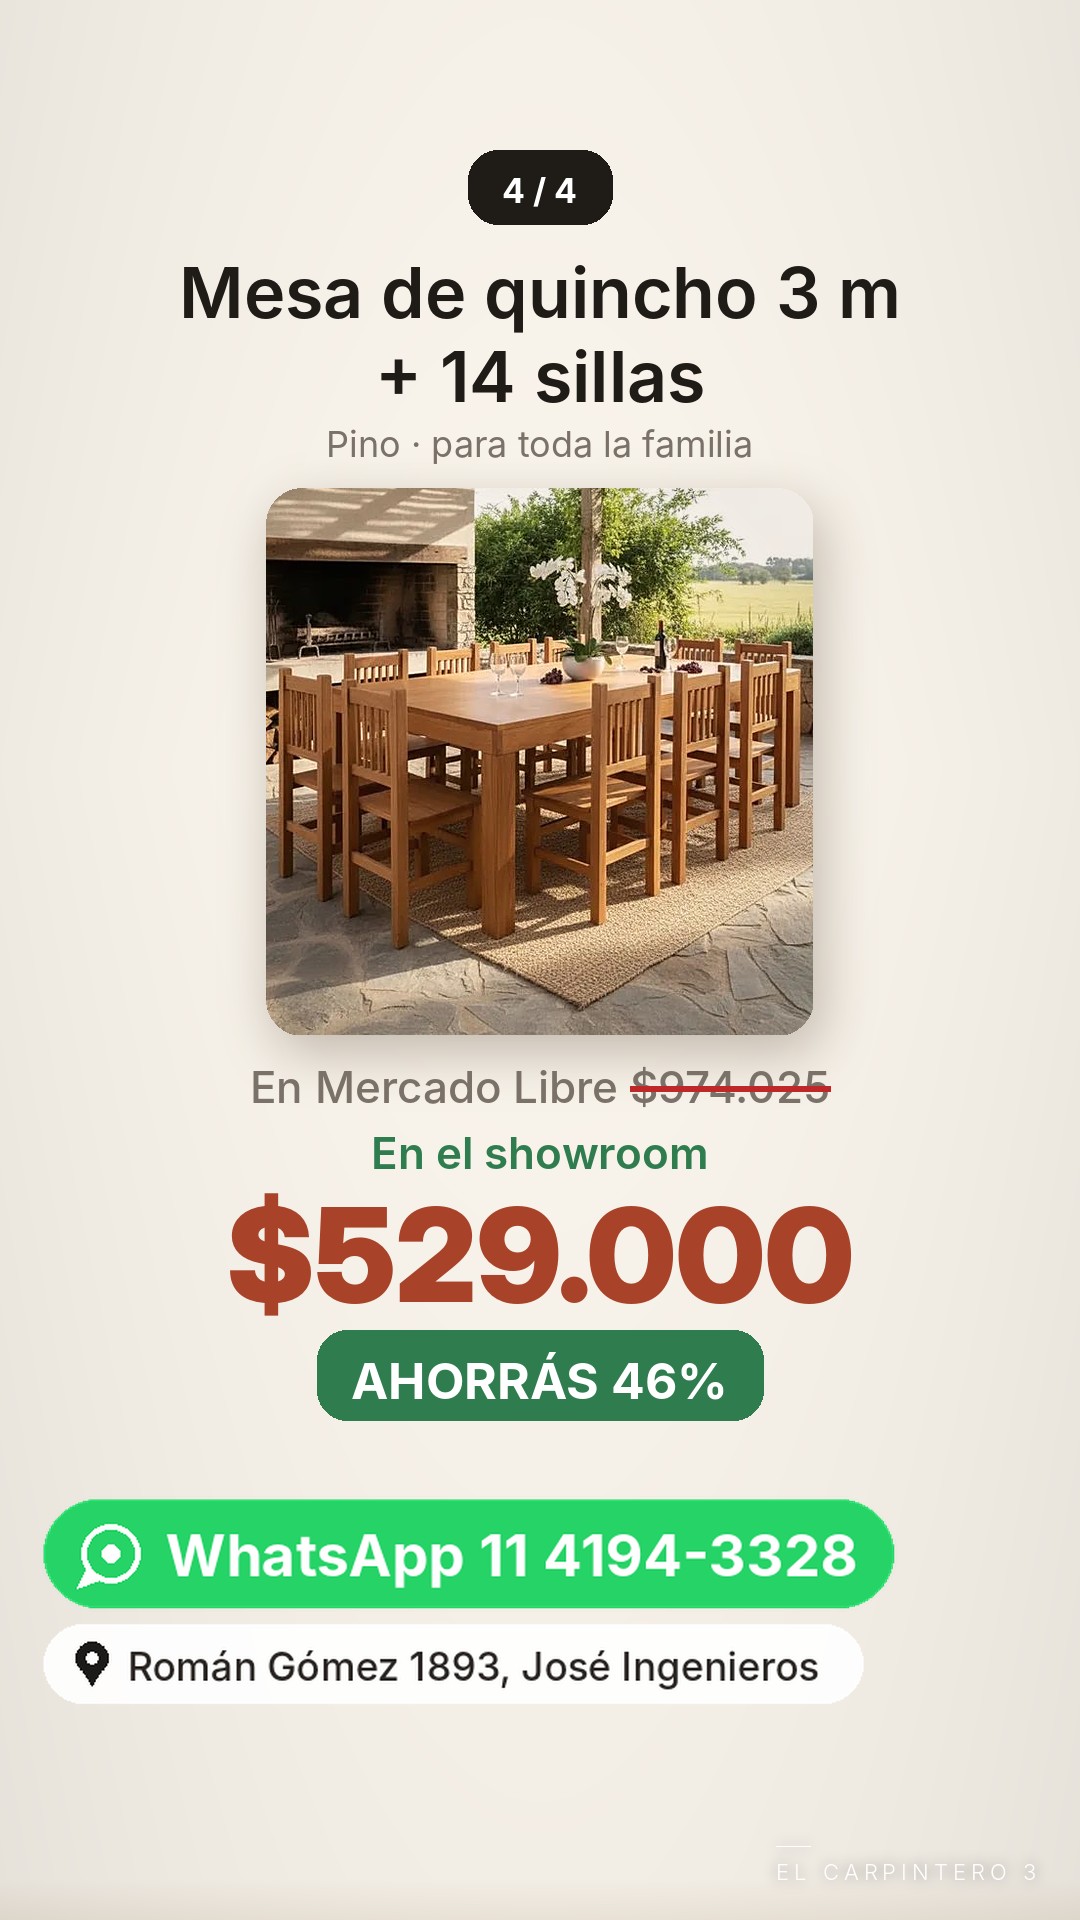 4 / 4
Mesa de quincho 3 m
+ 14 sillas
Pino · para toda la familia
En Mercado Libre $974.025
En el showroom
$529.000
AHORRÁS 46%
WhatsApp 11 4194-3328
Román Gómez 1893, José Ingenieros
EL CARPINTERO 3